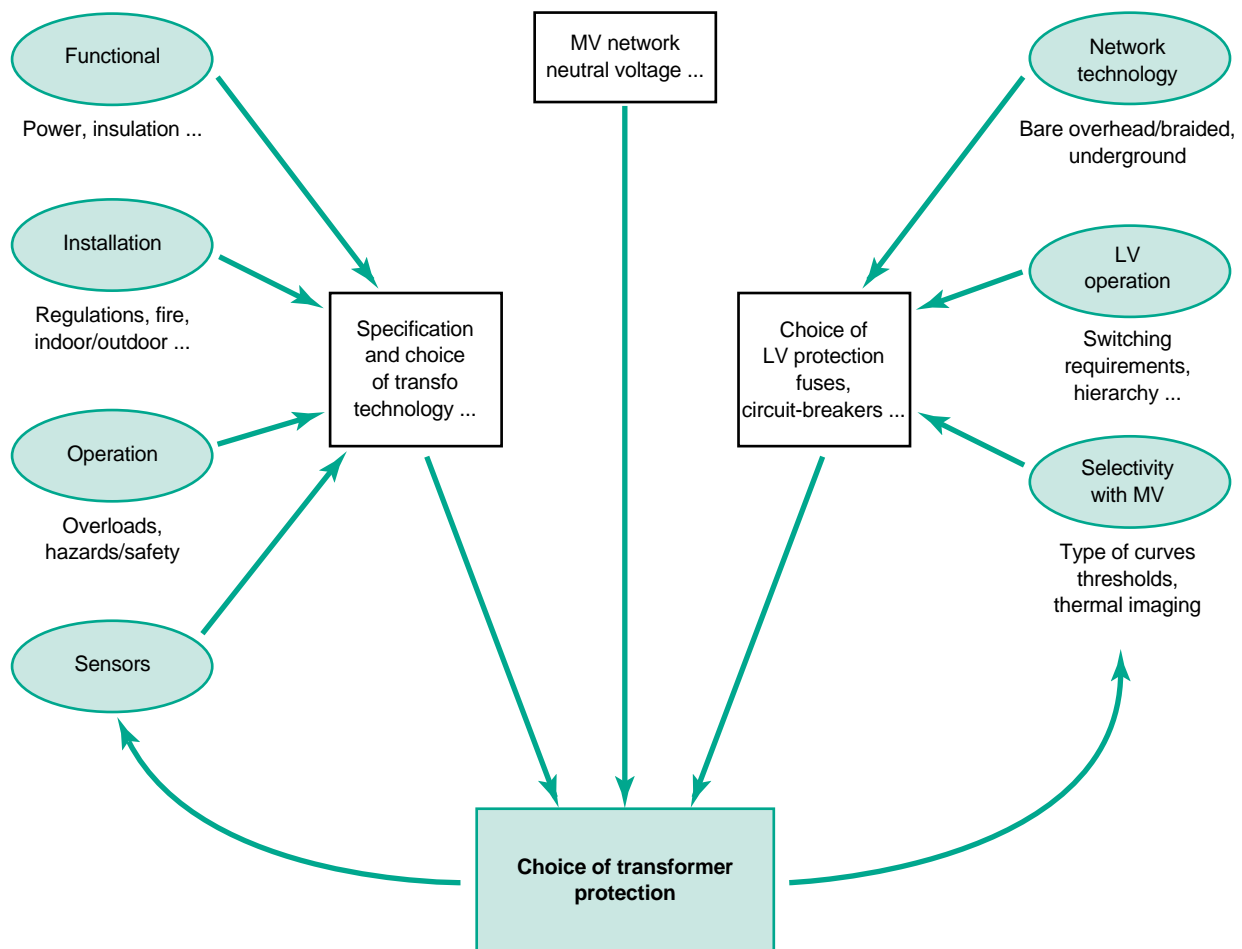 Functional
Power, insulation ...
Installation
Regulations, fire,
indoor/outdoor ...
Operation
Overloads,
hazards/safety
Sensors
Specification
and choice
of transfo
technology ...
MV network
neutral voltage ...
Choice of
LV protection
fuses,
circuit-breakers ...
Network
technology
Bare overhead/braided,
underground
LV
operation
Switching
requirements,
hierarchy ...
Selectivity
with MV
Type of curves
thresholds,
thermal imaging
Choice of transformer
protection